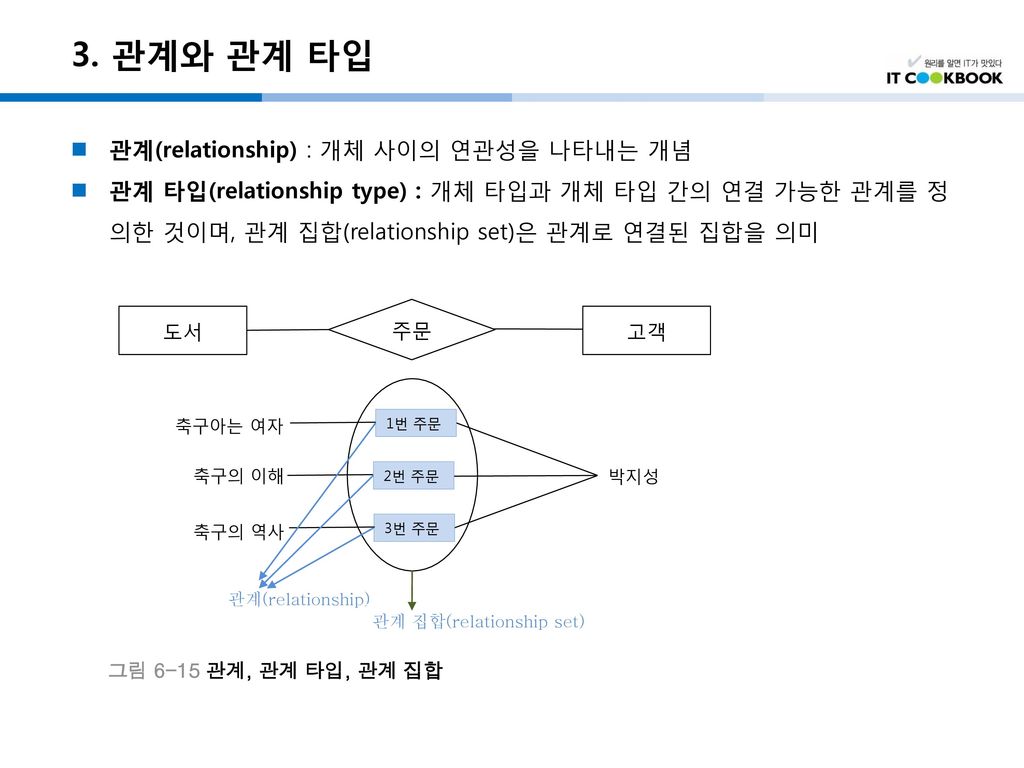 3. 관계와 관계 타입
원리를 알면 IT가 맛있다
IT COOKBOOK
관계(relationship) : 개체 사이의 연관성을 나타내는 개념
관계 타입(relationship type) : 개체 타입과 개체 타입 간의 연결 가능한 관계를 정
의한 것이며, 관계 집합(relationship set)은 관계로 연결된 집합을 의미
도서
주문
고객
축구아는 여자
1번 주문
축구의 이해
2번 주문
박지성
축구의 역사
3번 주문
관계(relationship)
관계 집합(relationship set)
그림 6-15 관계, 관계 타입, 관계 집합